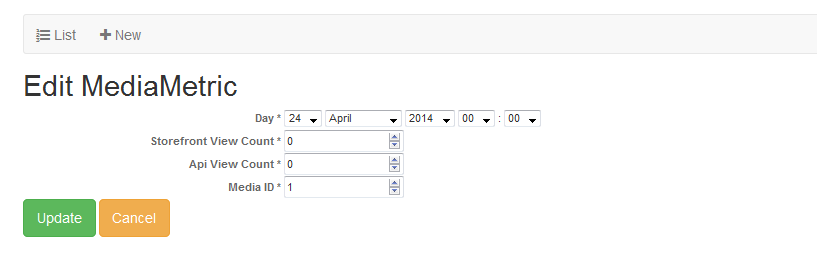 List New
Edit MediaMetric
Day * 24 April 2014 00 : 00
Storefront View Count * 0
Api View Count * 0
Media ID * 1
Update Cancel